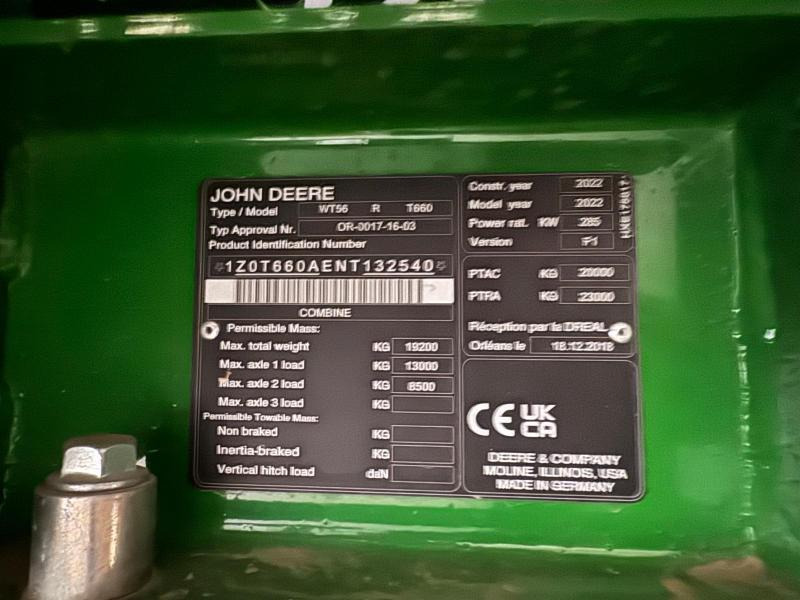 JOHN DEERE
Type / Model WT56 R T660
Typ Approval Nr. OR-0017-16-03
Product Identification Number
*1Z0T660AENT132540*
COMBINE
Permissible Mass:
Max. total weight KG 19200
Max. axle 1 load KG 13000
Max. axle 2 load KG 8500
Max. axle 3 load KG
Permissible Towable Mass:
Non braked KG
Inertia-braked KG
Vertical hitch load daN
Constr. year 2022
Model year 2022
Power rat. KW 285
Version
PTAC KG 20000
PTRA KG 23000
Réception par la DREAL
Orléans le 18.12.2018
CE UK
CA
DEERE & COMPANY
MOLINE, ILLINOIS, USA
MADE IN GERMANY